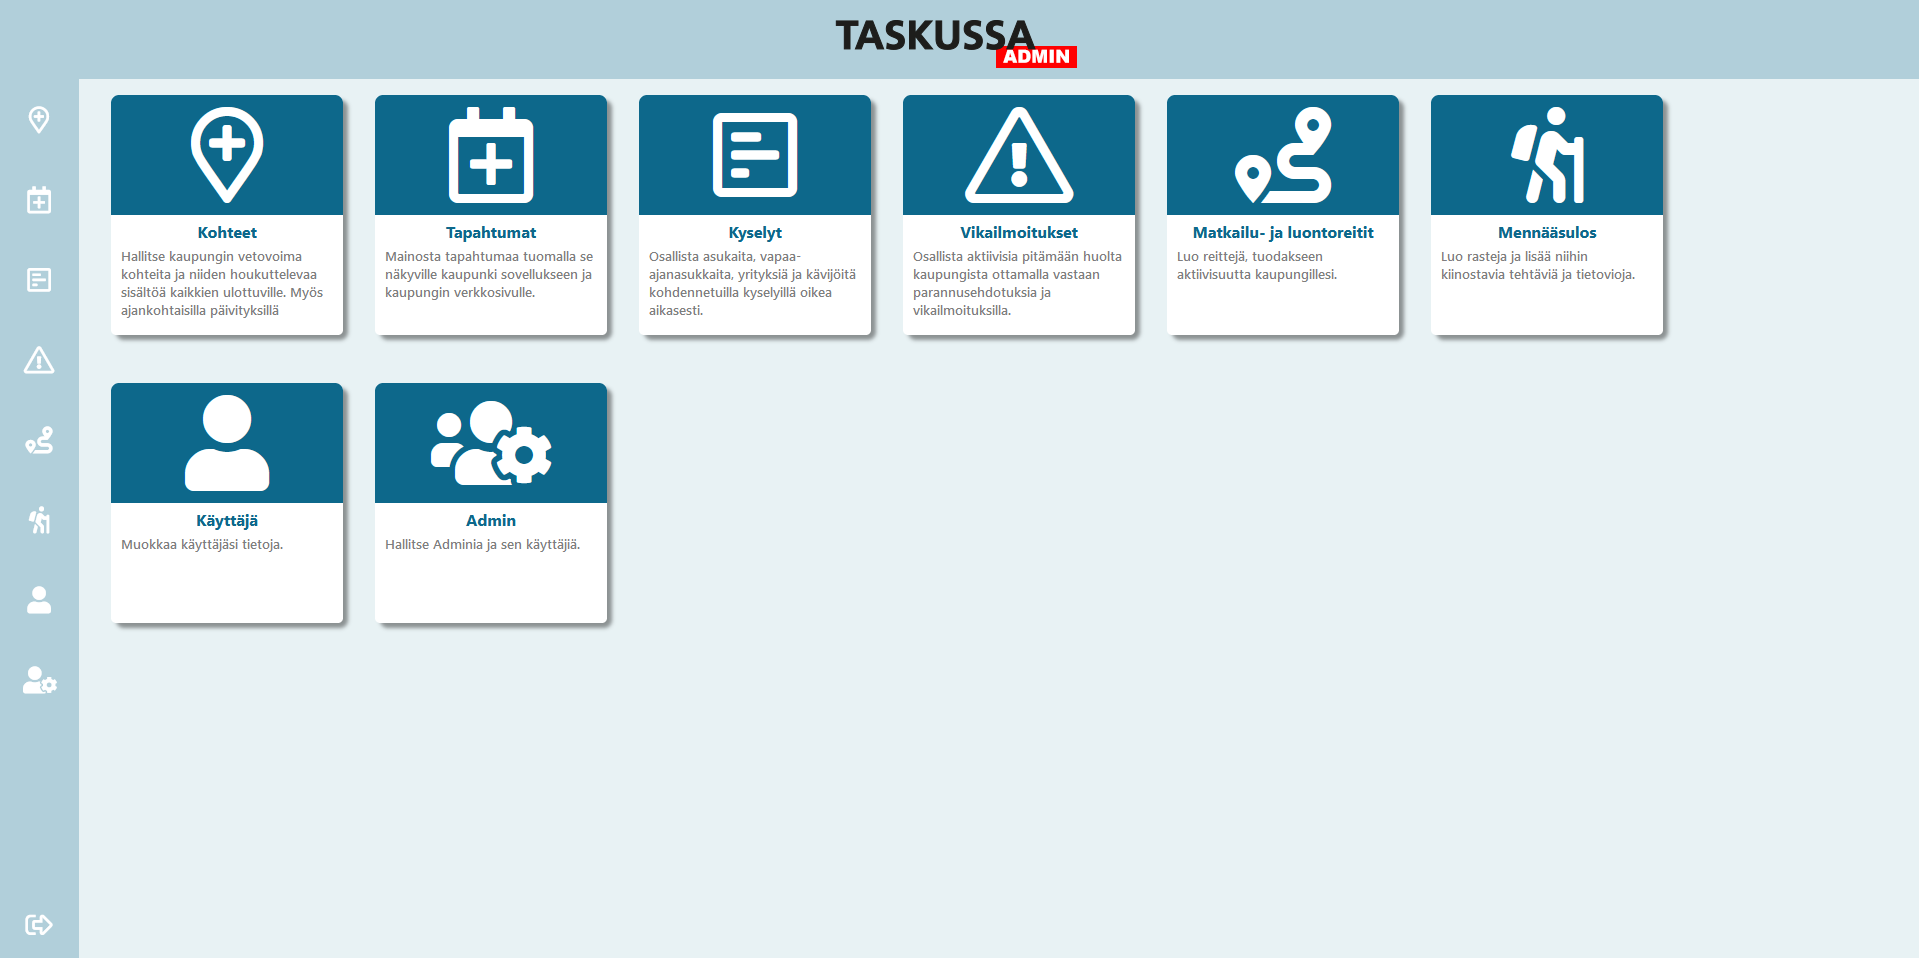 TASKUSSA
ADMIN
Kohteet
Hallitse kaupungin vetovoima
kohteita ja niiden houkuttelevaa
sisältöä kaikkien ulottuville. Myös
ajankohtaisilla päivityksillä
Tapahtumat
Mainosta tapahtumaa tuomalla se
näkyville kaupunki sovellukseen ja
kaupungin verkkosivulle.
Kyselyt
Osallista asukaita, vapaa-
ajanasukkaita, yrityksiä ja kävijöitä
kohdennetuilla kyselyillä oikea
aikasesti.
Vikailmoitukset
Osallista aktiivisia pitämään huolta
kaupungista ottamalla vastaan
parannusehdotuksia ja
vikailmoituksilla.
Matkailu- ja luontoreitit
Luo reittejä, tuodakseen
aktiivisuutta kaupungillesi.
Mennääsulos
Luo rasteja ja lisää niihin
kiinostavia tehtäviä ja tietovioja.
Käyttäjä
Muokkaa käyttäjäsi tietoja.
Admin
Hallitse Adminia ja sen käyttäjiä.